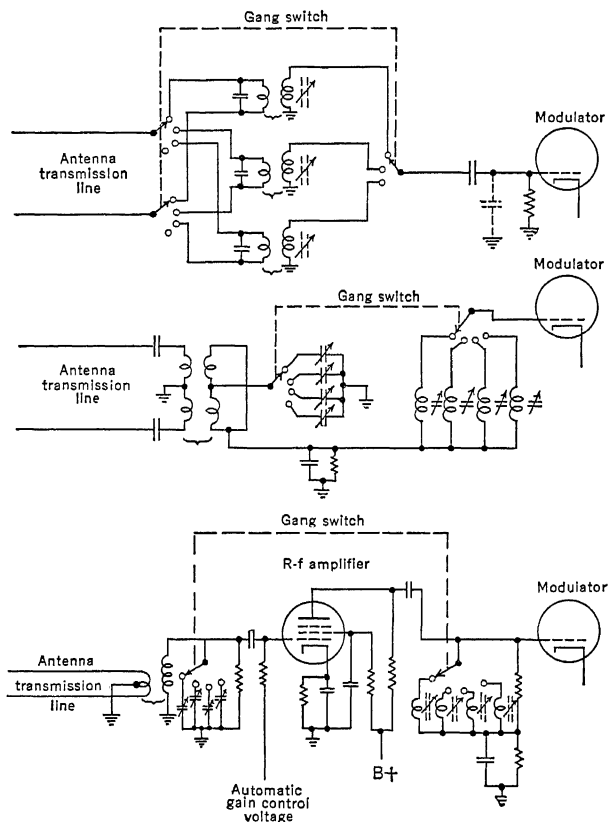 Gang switch
Modulator
Antenna
transmission
line
Modulator
Gang switch
Antenna
transmission
line
Gang switch
R-f amplifier
Modulator
Antenna
transmission
line
B+
Automatic
gain control
voltage